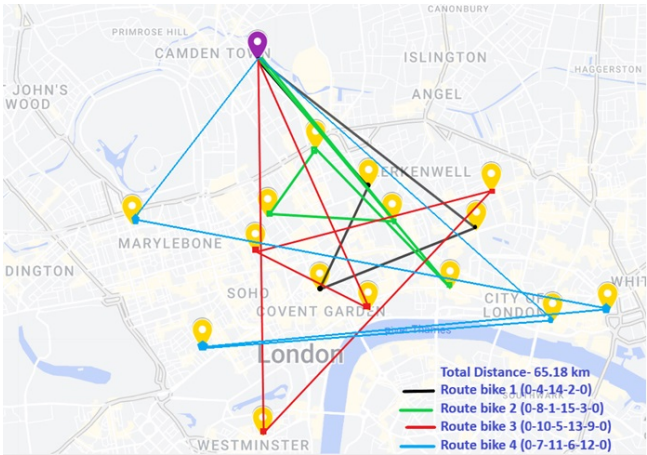 CANONBURY
PRIMROSE HILL
CAMDEN TOWN
ISLINGTON
HAGGERSTON
T JOHN'S
WOOD
ANGEL
ERKENWELL
MARYLEBONE
DINGTON
SOHO
COVENT GARDEN
CITY OF
LONDON
WHIT
River Thames
London
SOUTHWARK
WESTMINSTER
Total Distance- 65.18 km
Route bike 1 (0-4-14-2-0)
Route bike 2 (0-8-1-15-3-0)
Route bike 3 (0-10-5-13-9-0)
Route bike 4 (0-7-11-6-12-0)